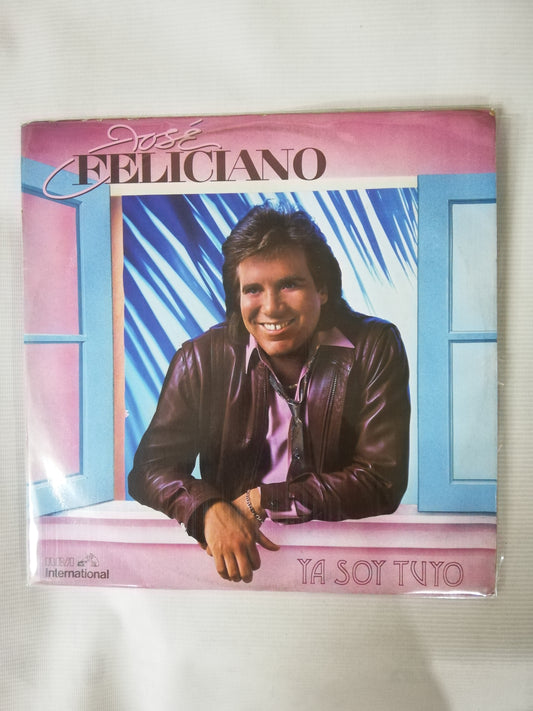 José
FELICIANO
RCA
International
YA SOY TUYO